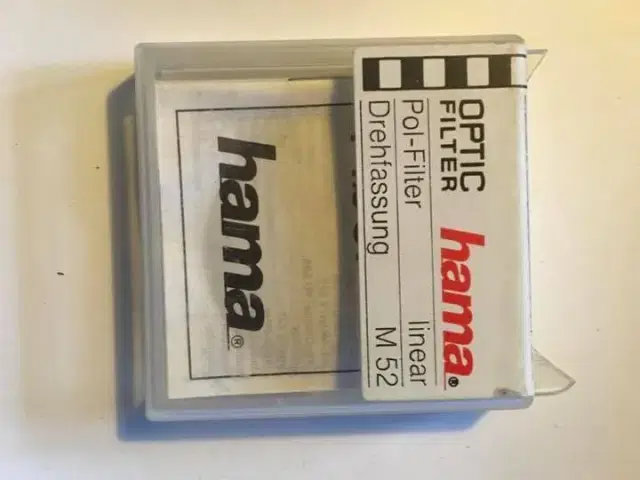 OPTIC
FILTER hama®
Pol-Filter linear
Drehfassung M 52
hama®